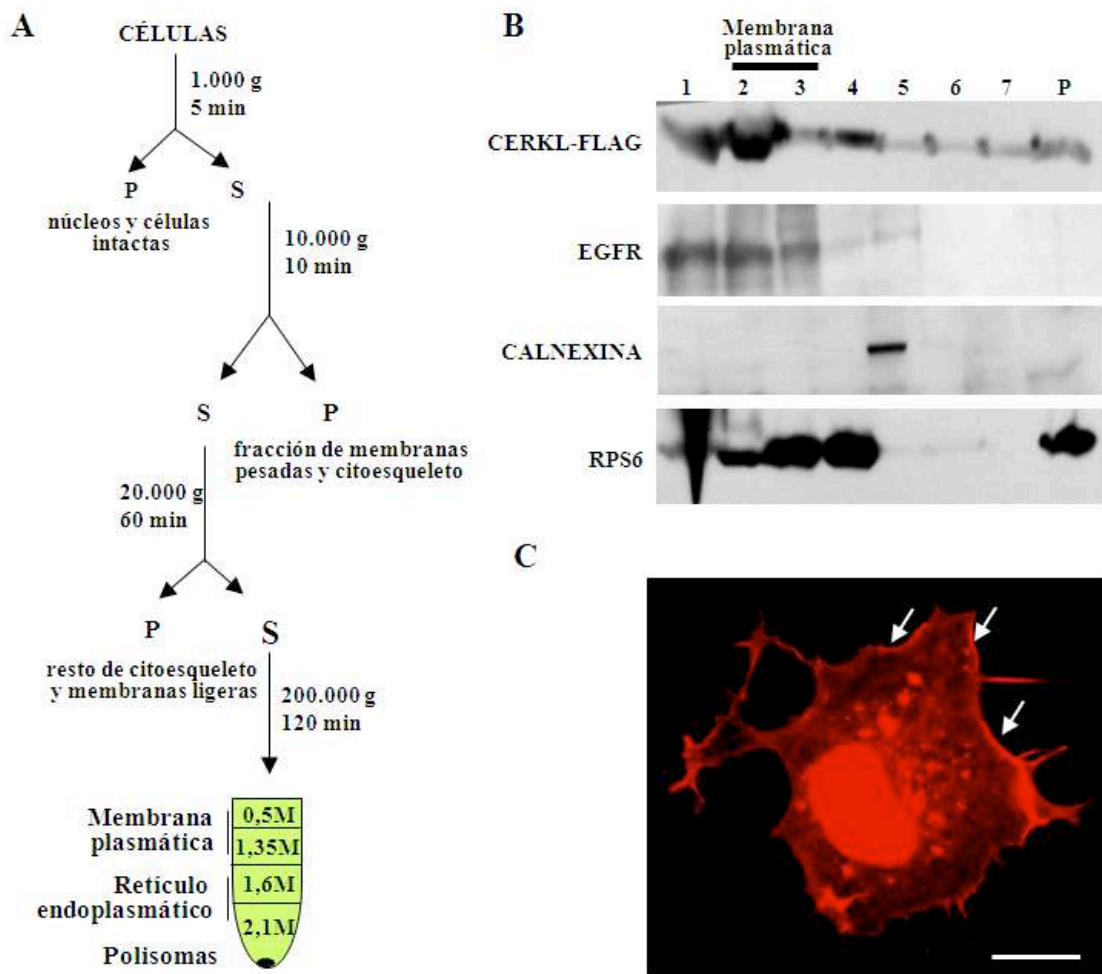 A
CÉLULAS
1.000 g
5 min
P
S
núcleos y células
intactas
10.000 g
10 min
S
P
fracción de membranas
pesadas y citoesqueleto
20.000 g
60 min
P
S
resto de citoesqueleto
y membranas ligeras
200.000 g
120 min
Membrana
plasmática
0,5M
1,35M
Retículo
endoplasmático
1,6M
2,1M
Polisomas
B
Membrana
plasmática
1 2 3 4 5 6 7 P
CERKL-FLAG
EGFR
CALNEXINA
RPS6
C